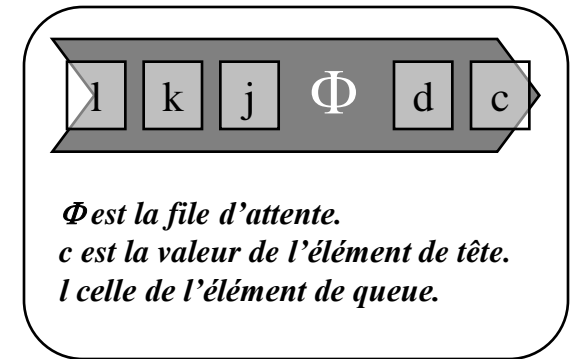 l k j Φ d c
Φ est la file d’attente.
c est la valeur de l’élément de tête.
l celle de l’élément de queue.